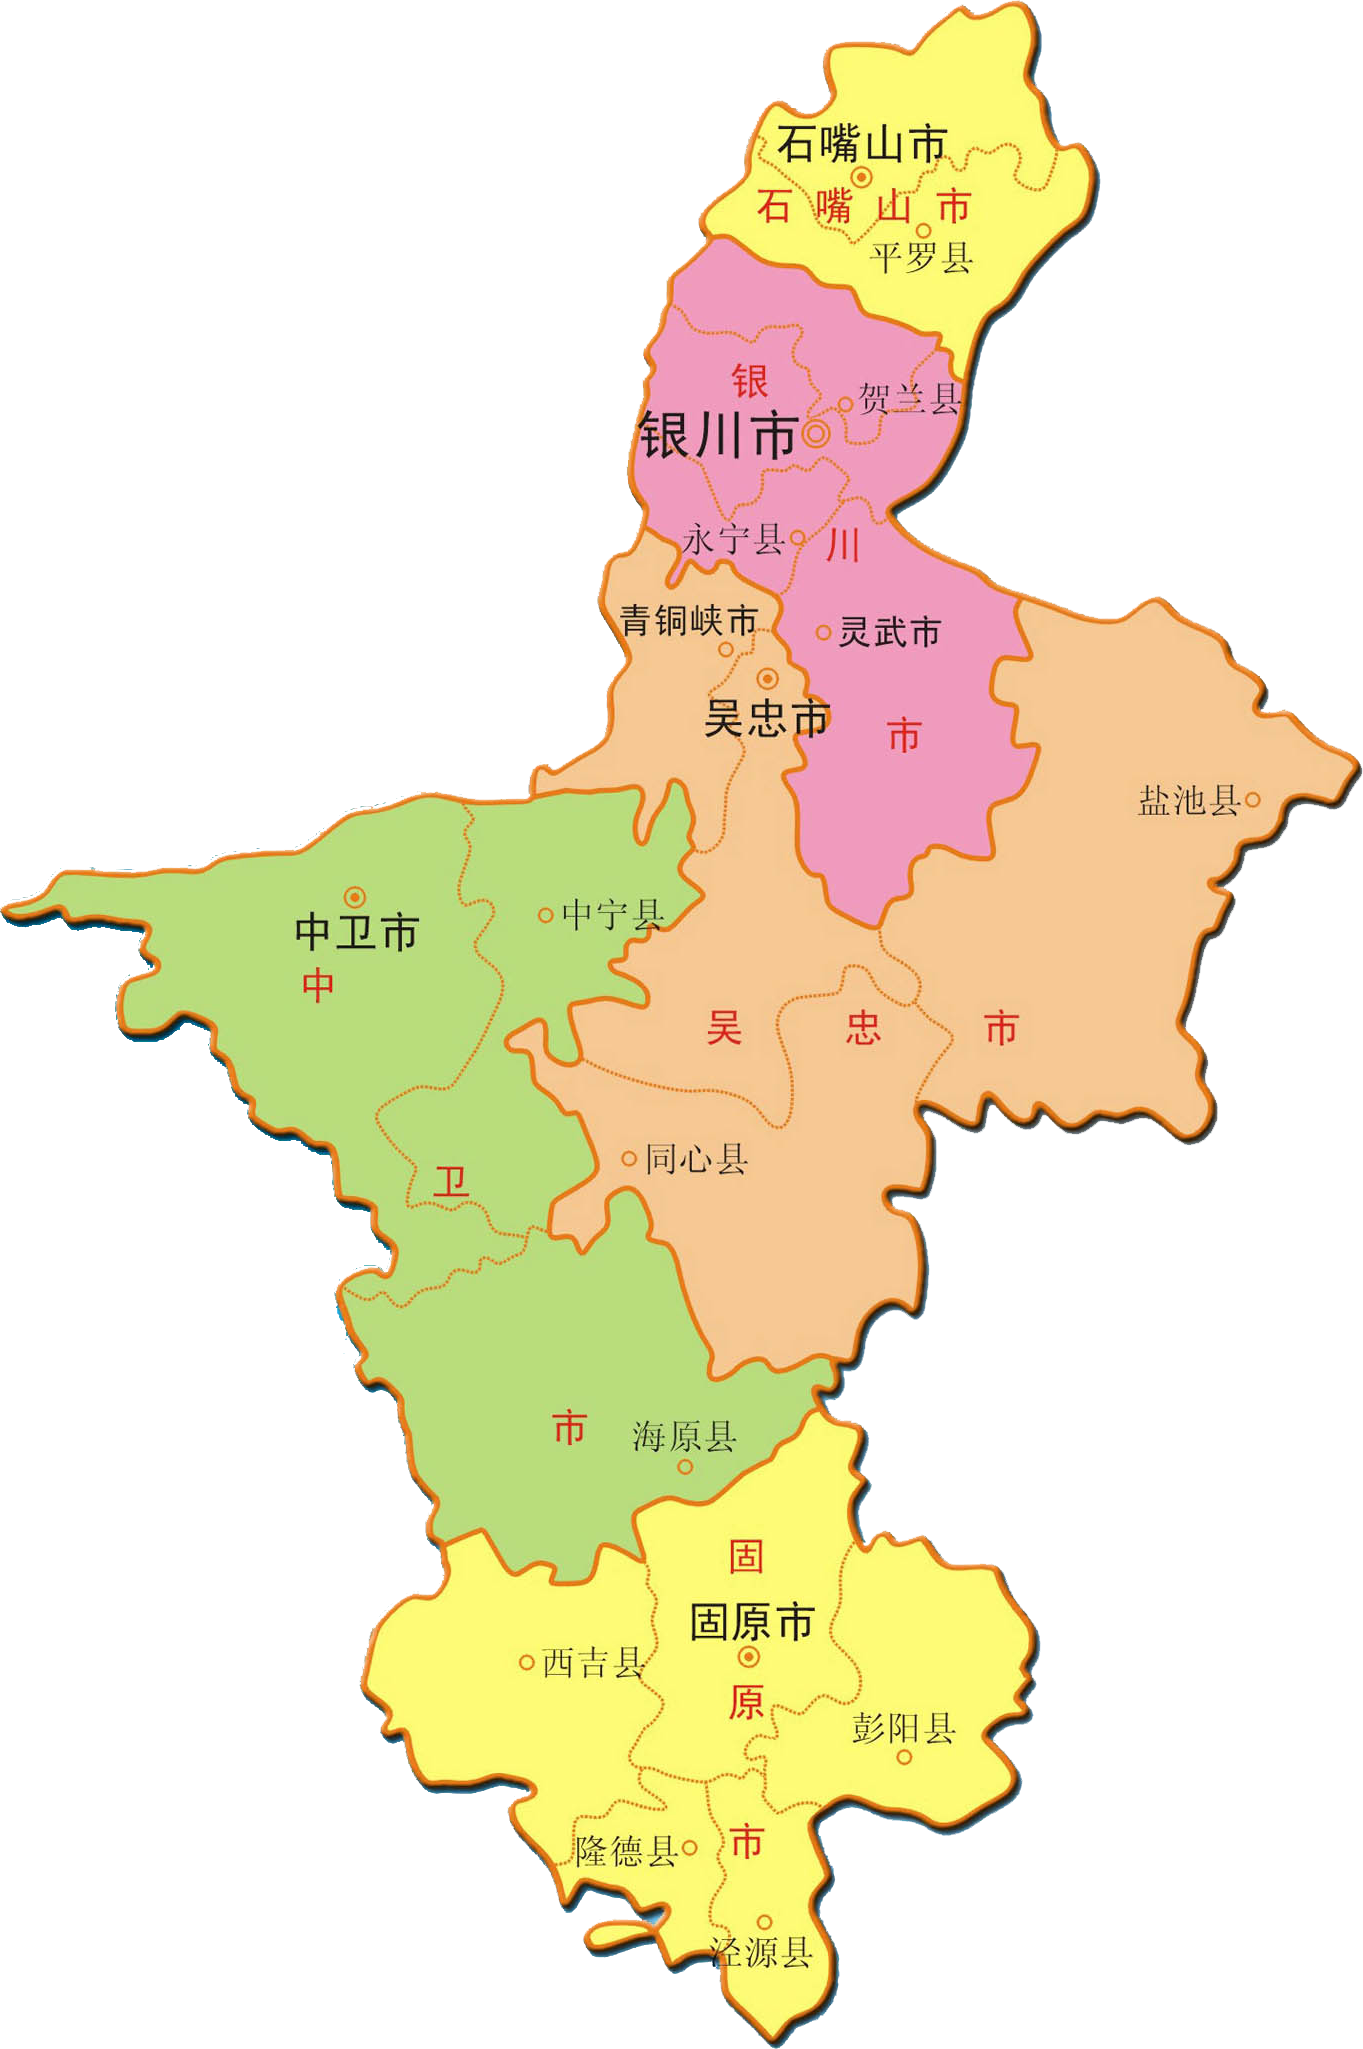 石嘴山市
石嘴山市
平罗县
银
贺兰县
银川市
永宁县
川
青铜峡市
灵武市
吴忠市
市
盐池县
中宁县
中卫市
中
吴忠市
同心县
卫
市
海原县
固
固原市
西吉县
原
彭阳县
隆德县
市
泾源县